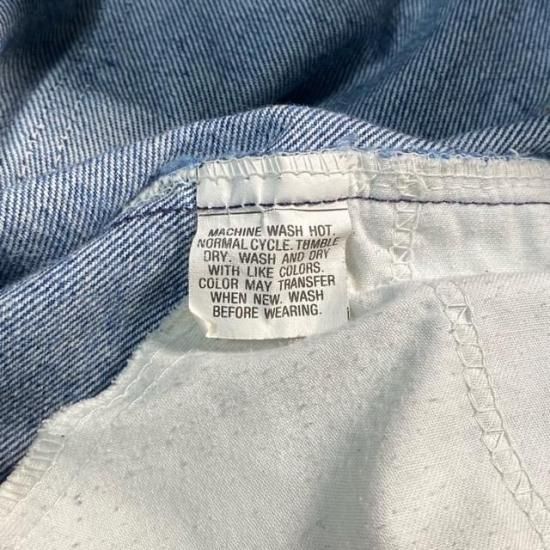 MACHINE WASH HOT.
NORMAL CYCLE. TUMBLE
DRY. WASH AND DRY
WITH LIKE COLORS.
COLOR MAY TRANSFER
WHEN NEW. WASH
BEFORE WEARING.